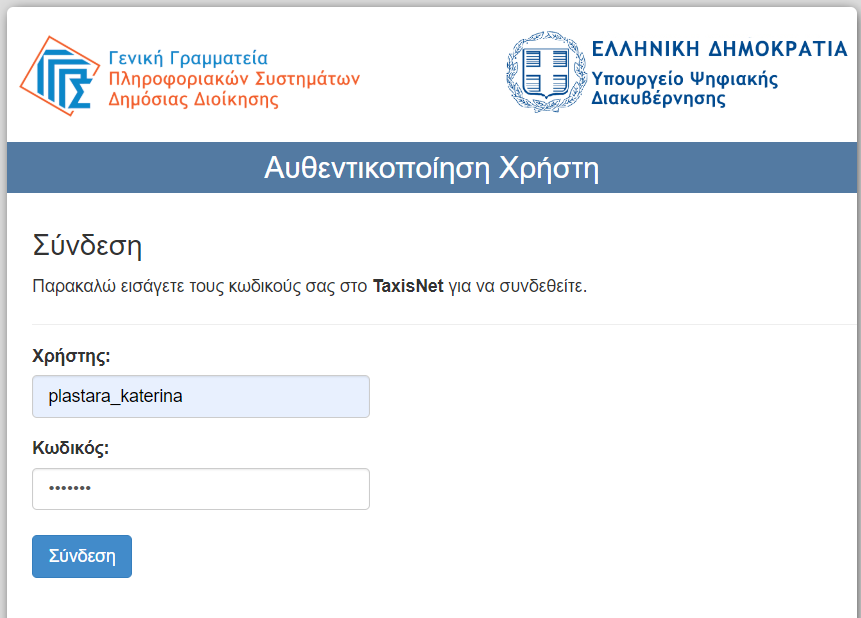 Γενική Γραμματεία
Πληροφοριακών Συστημάτων
Δημόσιας Διοίκησης
ΕΛΛΗΝΙΚΗ ΔΗΜΟΚΡΑΤΙΑ
Υπουργείο Ψηφιακής
Διακυβέρνησης
Αυθεντικοποίηση Χρήστη
Σύνδεση
Παρακαλώ εισάγετε τους κωδικούς σας στο TaxisNet για να συνδεθείτε.
Χρήστης:
plastara_katerina
Κωδικός:
•••••••
Σύνδεση